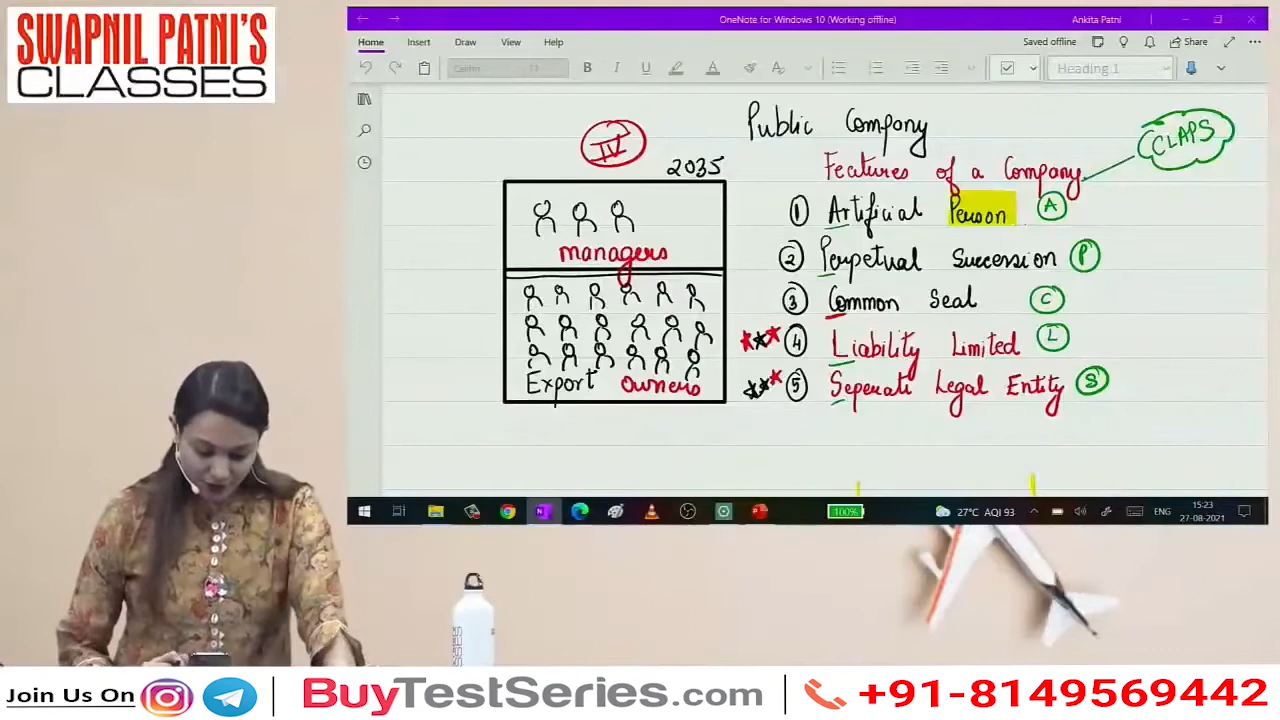 SWAPNIL PATNI'S
CLASSES
OneNote for Windows 10 (Working offline)
Ankita Patni
Home Insert Draw View Help
Saved offline
Share
Calibri
B I U
A
Heading 1
Public Company
IV
2035
CLAPS
Features of a Company
① Artificial Person A
managers
② Perpetual Succession P
③ Common Seal C
④ Liability Limited L
Export owners
⑤ Seperate Legal Entity S
100%
27°C AQI 93
ENG
15:23
27-08-2021
Join Us On
BuyTestSeries.com
+91-8149569442